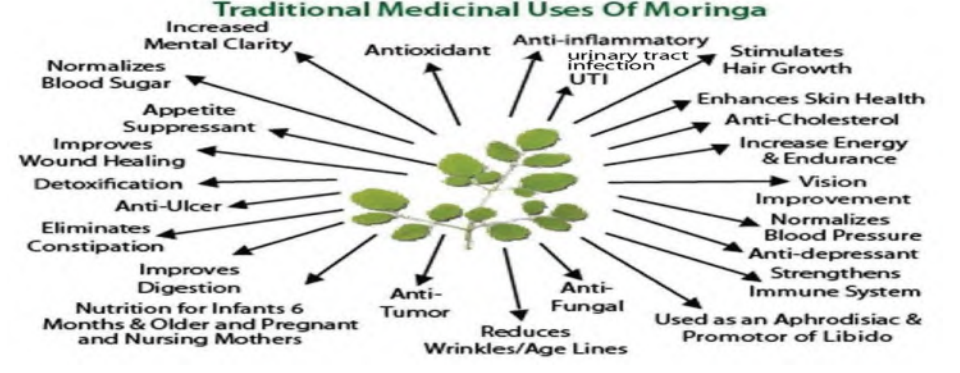 Traditional Medicinal Uses Of Moringa
Increased
Mental Clarity
Antioxidant
Anti-inflammatory
urinary tract
infection
UTI
Stimulates
Hair Growth
Normalizes
Blood Sugar
Enhances Skin Health
Appetite
Suppressant
Anti-Cholesterol
Improves
Wound Healing
Increase Energy
& Endurance
Detoxification
Vision
Improvement
Anti-Ulcer
Normalizes
Blood Pressure
Eliminates
Constipation
Anti-depressant
Improves
Digestion
Strengthens
Immune System
Nutrition for Infants 6
Months & Older and Pregnant
and Nursing Mothers
Anti-
Tumor
Reduces
Wrinkles/Age Lines
Anti-
Fungal
Used as an Aphrodisiac &
Promotor of Libido